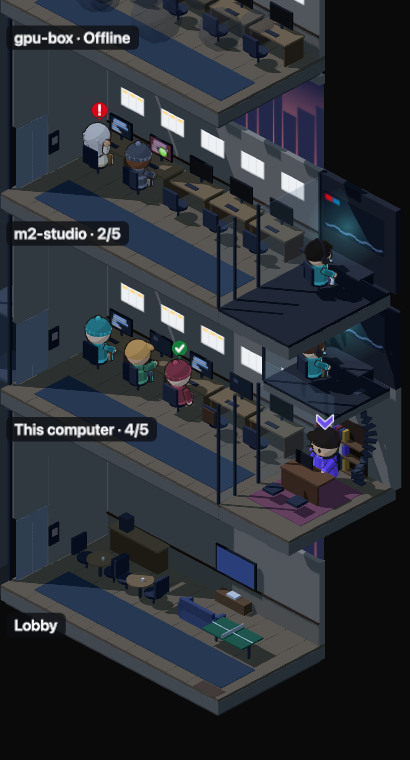 gpu-box · Offline
!
m2-studio · 2/5
This computer · 4/5
Lobby